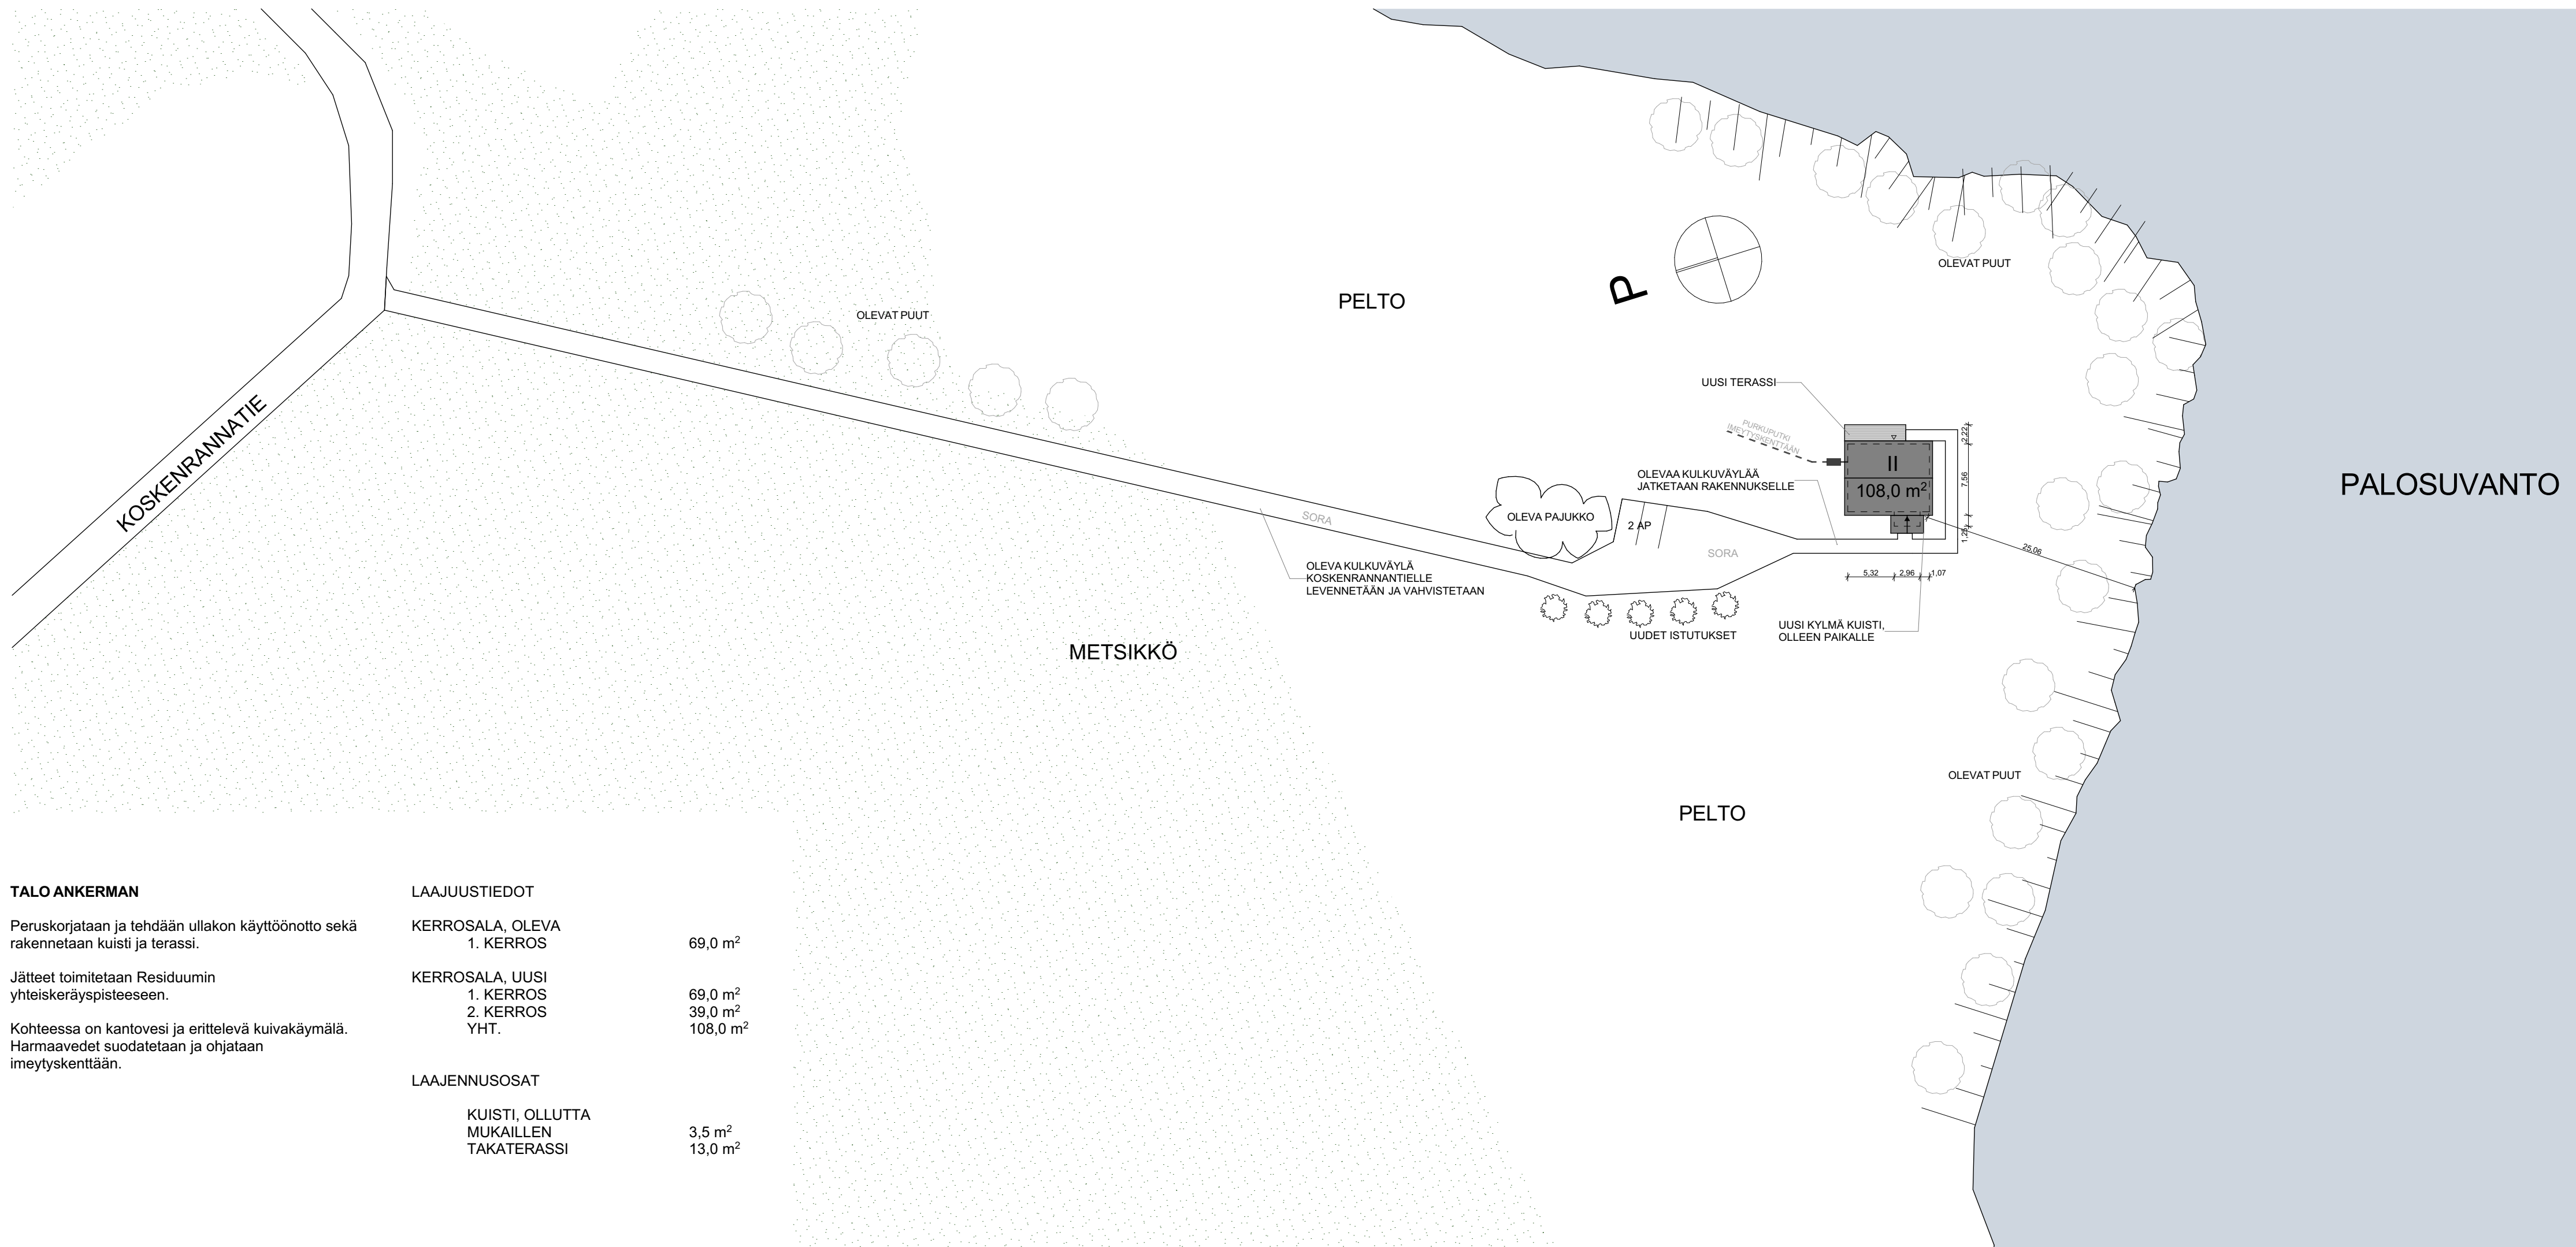 KOSKENRANNATIE
OLEVAT PUUT
PELTO
P
OLEVAT PUUT
UUSI TERASSI
PURKUPUTKI
IMEYTYSKENTTÄÄN
OLEVAA KULKUVÄYLÄÄ
JATKETAAN RAKENNUKSELLE
II
108,0 m²
2,22
7,56
1,25
25,06
5,32
2,96
1,07
PALOSUVANTO
SORA
OLEVA PAJUKKO
2 AP
SORA
OLEVA KULKUVÄYLÄ
KOSKENRANNANTIELLE
LEVENNETÄÄN JA VAHVISTETAAN
UUDET ISTUTUKSET
UUSI KYLMÄ KUISTI,
OLLEEN PAIKALLE
METSIKKÖ
OLEVAT PUUT
PELTO
TALO ANKERMAN
Peruskorjataan ja tehdään ullakon käyttöönotto sekä
rakennetaan kuisti ja terassi.
Jätteet toimitetaan Residuumin
yhteiskeräyspisteeseen.
Kohteessa on kantovesi ja erittelevä kuivakäymälä.
Harmaavedet suodatetaan ja ohjataan
imeytyskenttään.
LAAJUUSTIEDOT
KERROSALA, OLEVA
1. KERROS 69,0 m²
KERROSALA, UUSI
1. KERROS 69,0 m²
2. KERROS 39,0 m²
YHT. 108,0 m²
LAAJENNUSOSAT
KUISTI, OLLUTTA
MUKAILLEN 3,5 m²
TAKATERASSI 13,0 m²